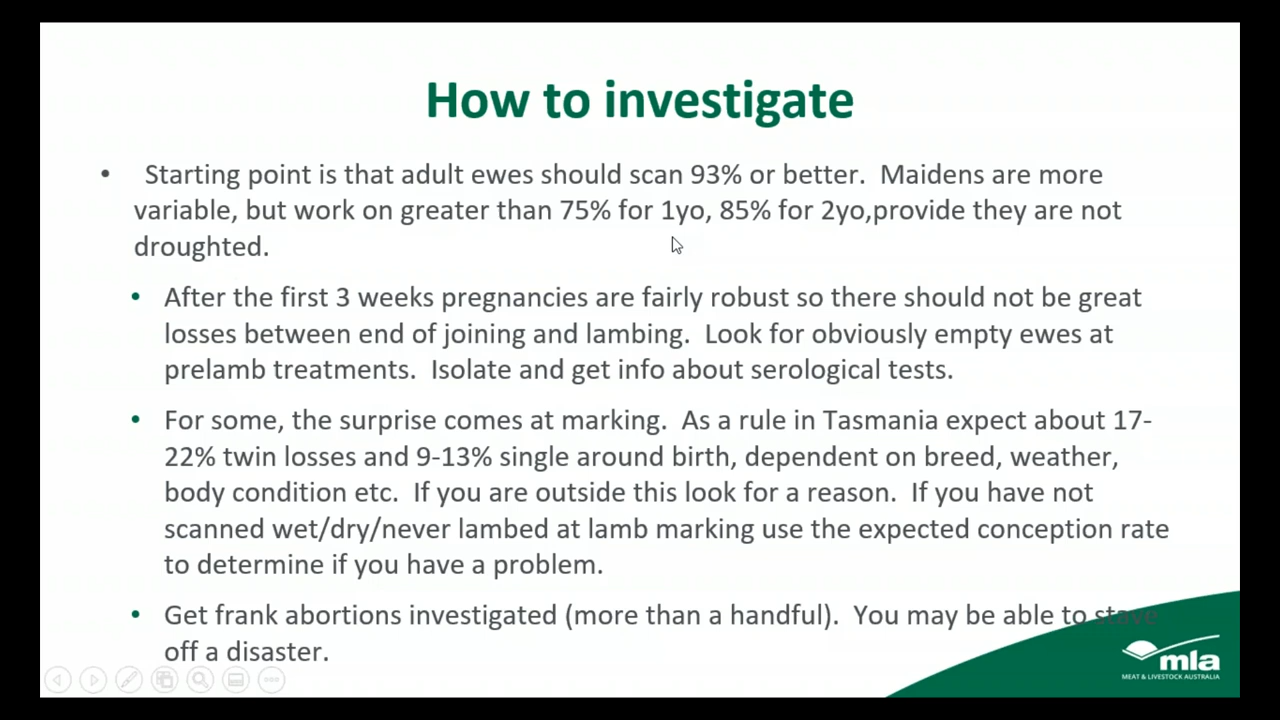 How to investigate
• Starting point is that adult ewes should scan 93% or better. Maidens are more
variable, but work on greater than 75% for 1yo, 85% for 2yo,provide they are not
droughted.
• After the first 3 weeks pregnancies are fairly robust so there should not be great
losses between end of joining and lambing. Look for obviously empty ewes at
prelamb treatments. Isolate and get info about serological tests.
• For some, the surprise comes at marking. As a rule in Tasmania expect about 17-
22% twin losses and 9-13% single around birth, dependent on breed, weather,
body condition etc. If you are outside this look for a reason. If you have not
scanned wet/dry/never lambed at lamb marking use the expected conception rate
to determine if you have a problem.
• Get frank abortions investigated (more than a handful). You may be able to stave
off a disaster.
mla
MEAT & LIVESTOCK AUSTRALIA